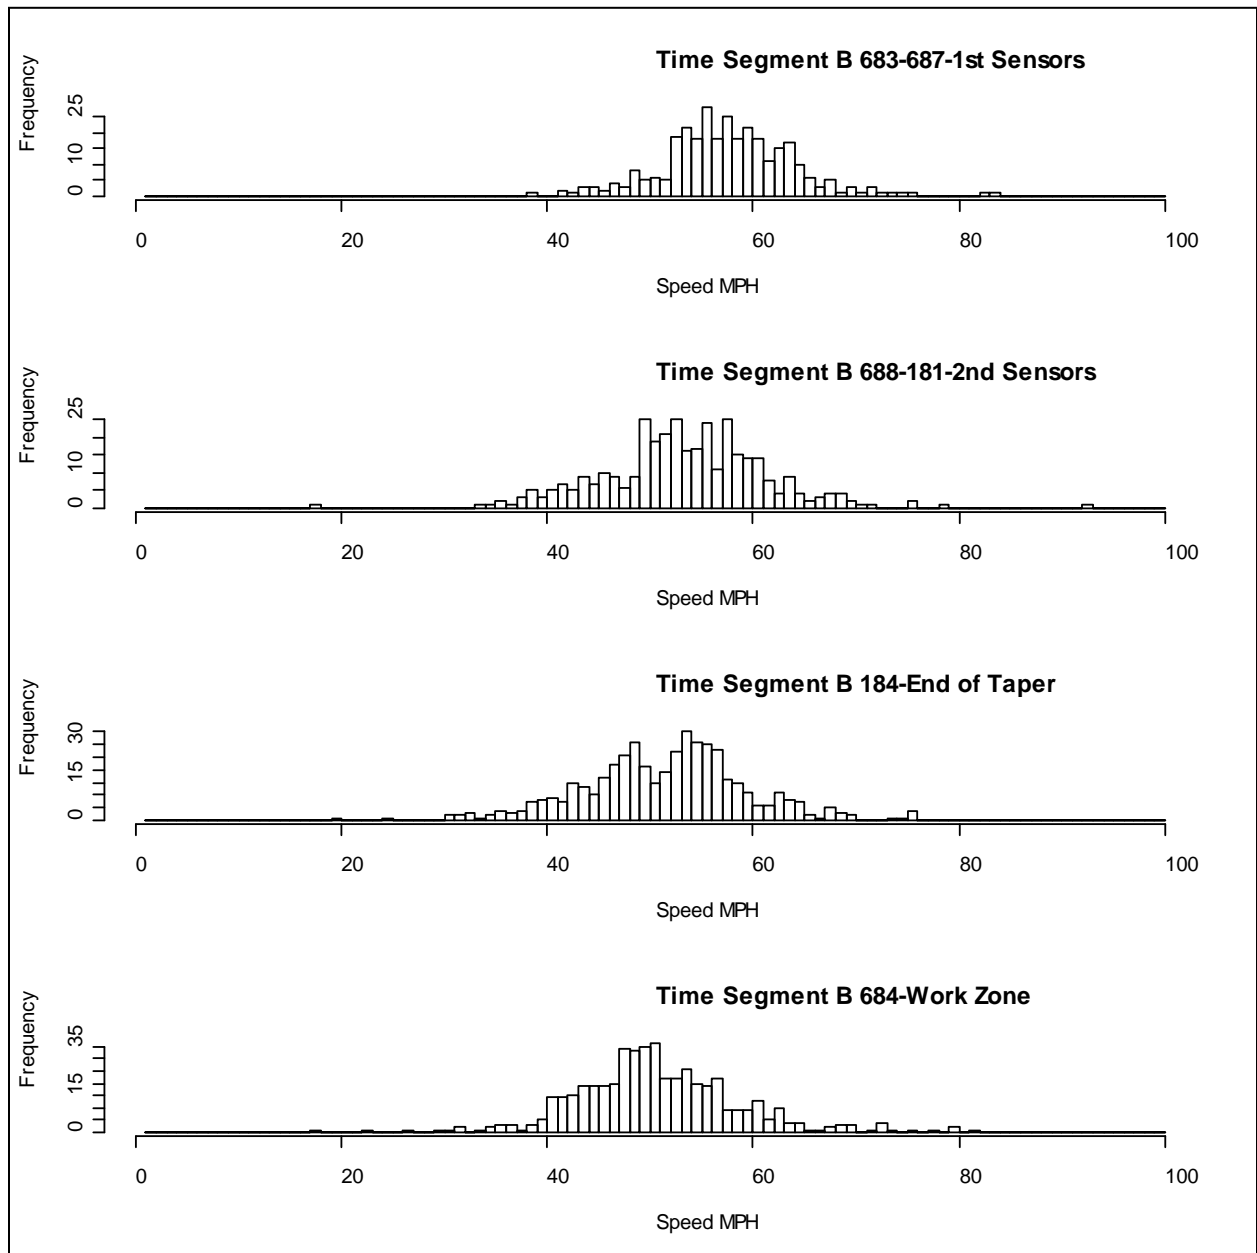 Time Segment B 683-687-1st Sensors
Frequency
25
10
0
0 20 40 60 80 100
Speed MPH
Time Segment B 688-181-2nd Sensors
Frequency
25
10
0
0 20 40 60 80 100
Speed MPH
Time Segment B 184-End of Taper
Frequency
30
15
0
0 20 40 60 80 100
Speed MPH
Time Segment B 684-Work Zone
Frequency
35
15
0
0 20 40 60 80 100
Speed MPH